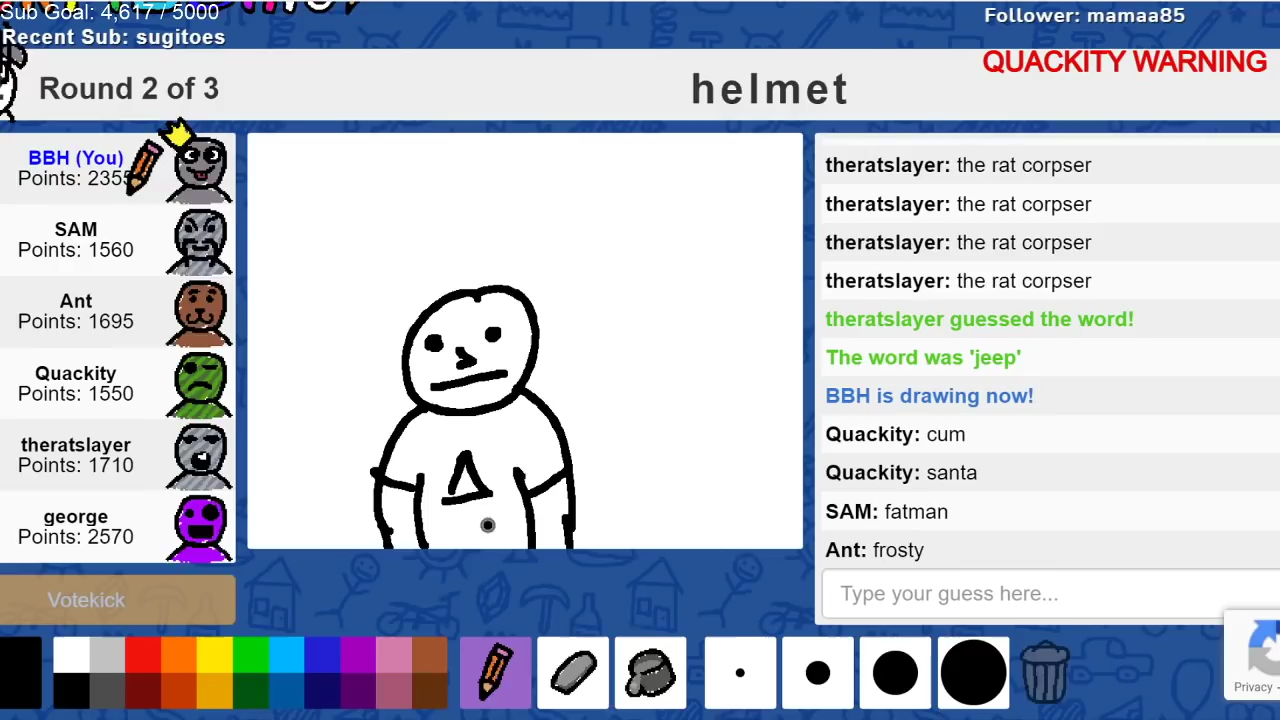 Sub Goal: 4,617 / 5000
Recent Sub: sugitoes
Follower: mamaa85
QUACKITY WARNING
Round 2 of 3
helmet
BBH (You)
Points: 2355
SAM
Points: 1560
Ant
Points: 1695
Quackity
Points: 1550
theratslayer
Points: 1710
george
Points: 2570
Votekick
theratslayer: the rat corpser
theratslayer: the rat corpser
theratslayer: the rat corpser
theratslayer: the rat corpser
theratslayer guessed the word!
The word was 'jeep'
BBH is drawing now!
Quackity: cum
Quackity: santa
SAM: fatman
Ant: frosty
Type your guess here...
Privacy -